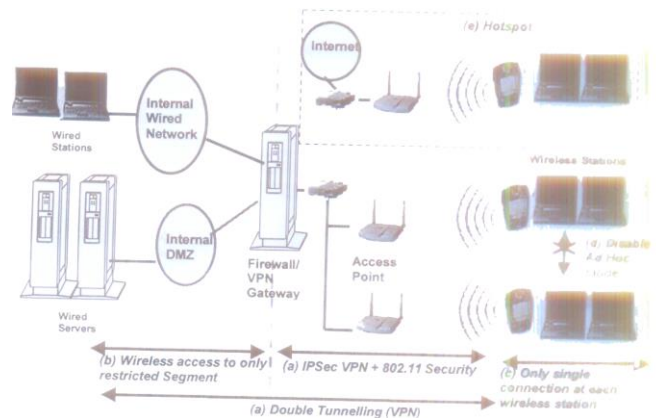 (e) Hotspot
Internet
Internal
Wired
Network
Wired
Stations
Wireless Stations
Internal
DMZ
(d) Disable
Ad Hoc
Firewall/
VPN
Gateway
Access
Point
Wired
Servers
(b) Wireless access to only
restricted Segment
(a) IPSec VPN + 802.11 Security
(c) Only single
connection at each
wireless station
(a) Double Tunnelling (VPN)